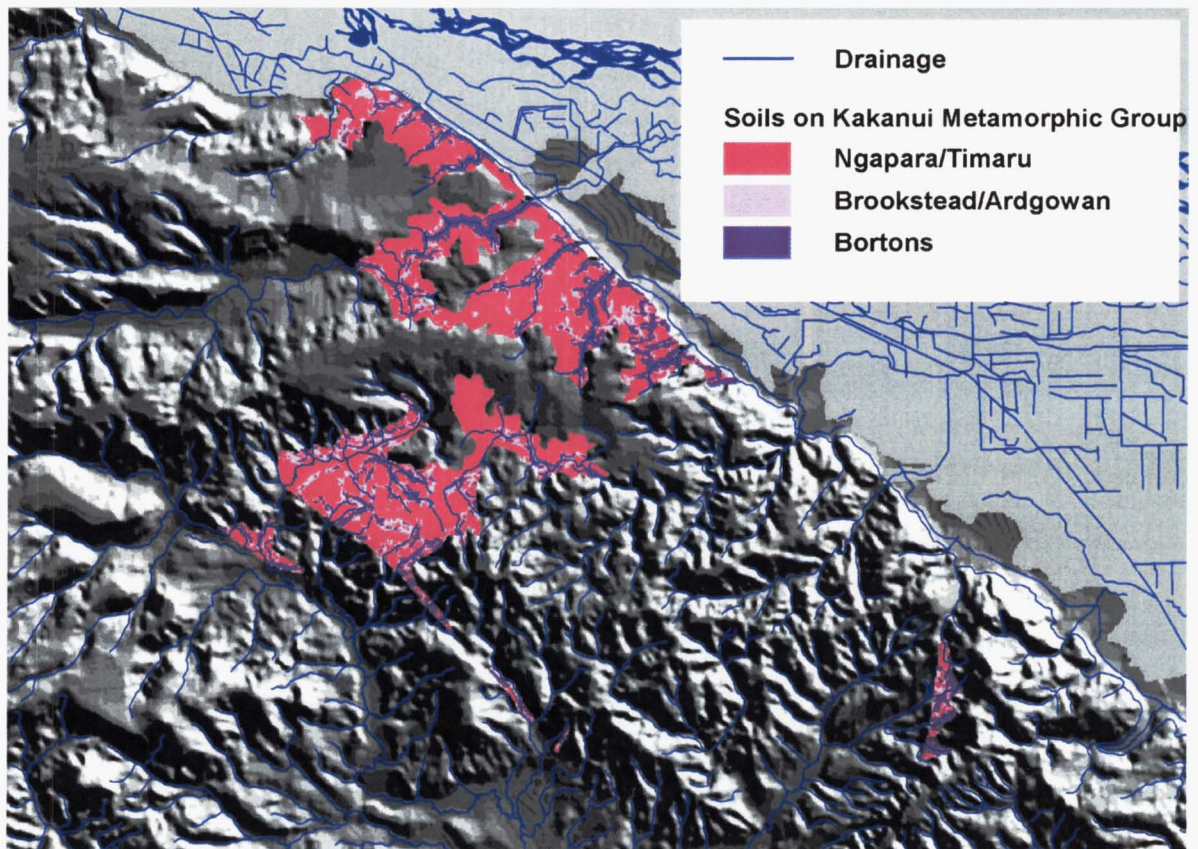 Drainage
Soils on Kakanui Metamorphic Group
Ngapara/Timaru
Brookstead/Ardgowan
Bortons